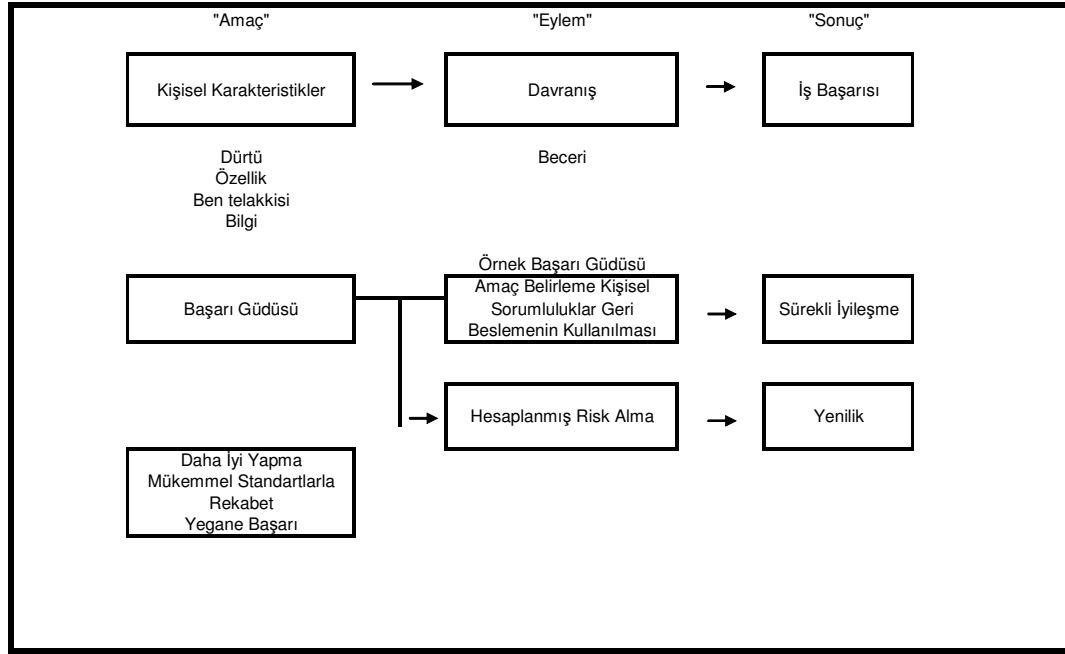 "Amaç" "Eylem" "Sonuç"
Kişisel Karakteristikler Davranış İş Başarısı
Dürtü Beceri
Özellik
Ben telakkisi
Bilgi
Örnek Başarı Güdüsü
Amaç Belirleme Kişisel
Başarı Güdüsü Sorumluluklar Geri Sürekli İyileşme
Beslemenin Kullanılması
Hesaplanmış Risk Alma Yenilik
Daha İyi Yapma
Mükemmel Standartlarla
Rekabet
Yegane Başarı